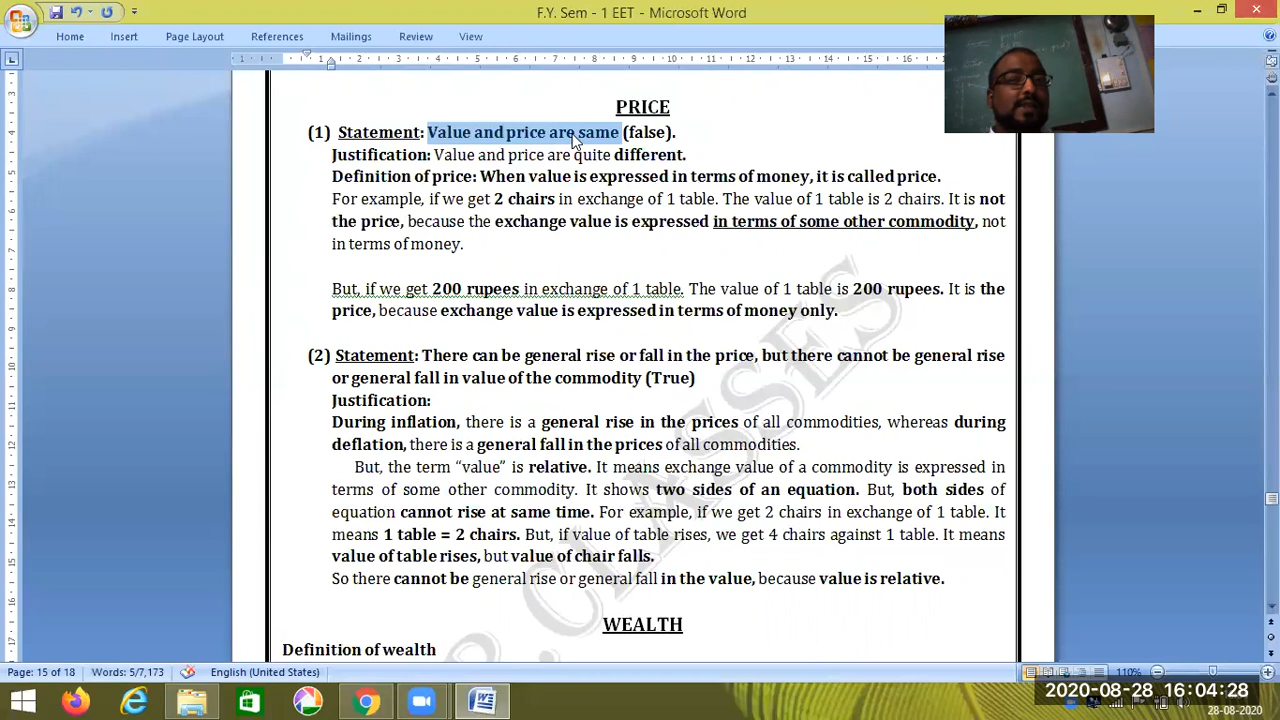 F.Y. Sem - 1 EET - Microsoft Word
Home Insert Page Layout References Mailings Review View
PRICE
(1) Statement: Value and price are same (false).
Justification: Value and price are quite different.
Definition of price: When value is expressed in terms of money, it is called price.
For example, if we get 2 chairs in exchange of 1 table. The value of 1 table is 2 chairs. It is not
the price, because the exchange value is expressed in terms of some other commodity, not
in terms of money.
But, if we get 200 rupees in exchange of 1 table. The value of 1 table is 200 rupees. It is the
price, because exchange value is expressed in terms of money only.
(2) Statement: There can be general rise or fall in the price, but there cannot be general rise
or general fall in value of the commodity (True)
Justification:
During inflation, there is a general rise in the prices of all commodities, whereas during
deflation, there is a general fall in the prices of all commodities.
But, the term “value” is relative. It means exchange value of a commodity is expressed in
terms of some other commodity. It shows two sides of an equation. But, both sides of
equation cannot rise at same time. For example, if we get 2 chairs in exchange of 1 table. It
means 1 table = 2 chairs. But, if value of table rises, we get 4 chairs against 1 table. It means
value of table rises, but value of chair falls.
So there cannot be general rise or general fall in the value, because value is relative.
WEALTH
Definition of wealth
P. CLASSES
Page: 15 of 18 Words: 5/7,173 English (United States) 110%
2020-08-28 16:04:28
28-08-2020